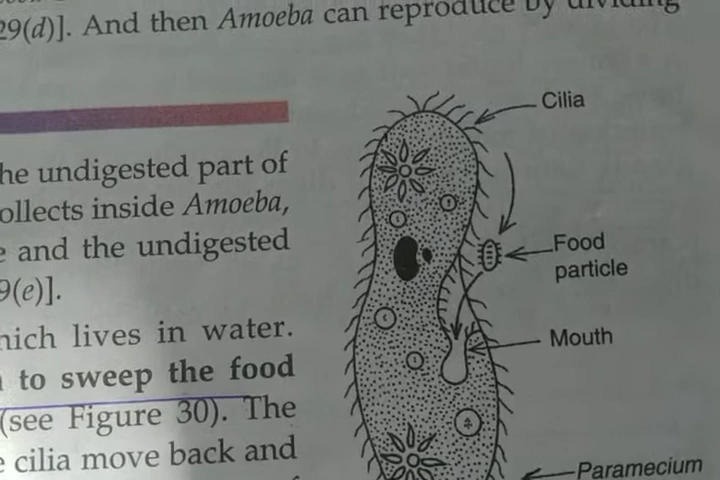 29(d)]. And then Amoeba can reproduce by dividing
he undigested part of
ollects inside Amoeba,
e and the undigested
9(e)].
hich lives in water.
to sweep the food
(see Figure 30). The
e cilia move back and
Cilia
Food
particle
Mouth
Paramecium